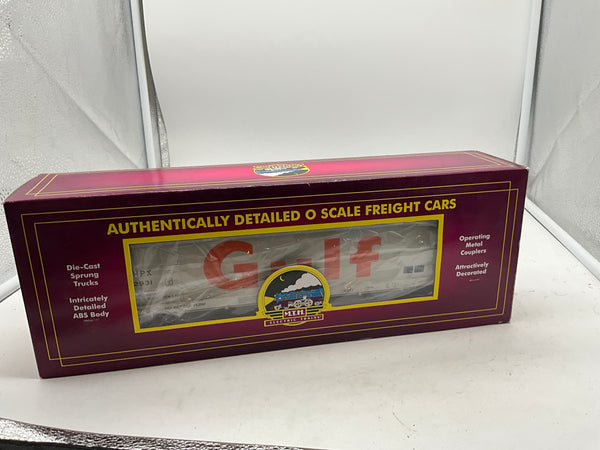 AUTHENTICALLY DETAILED O SCALE FREIGHT CARS
Die-Cast
Sprung
Trucks
Intricately
Detailed
ABS Body
Gulf
M.T.H.
ELECTRIC TRAINS
Operating
Metal
Couplers
Attractively
Decorated